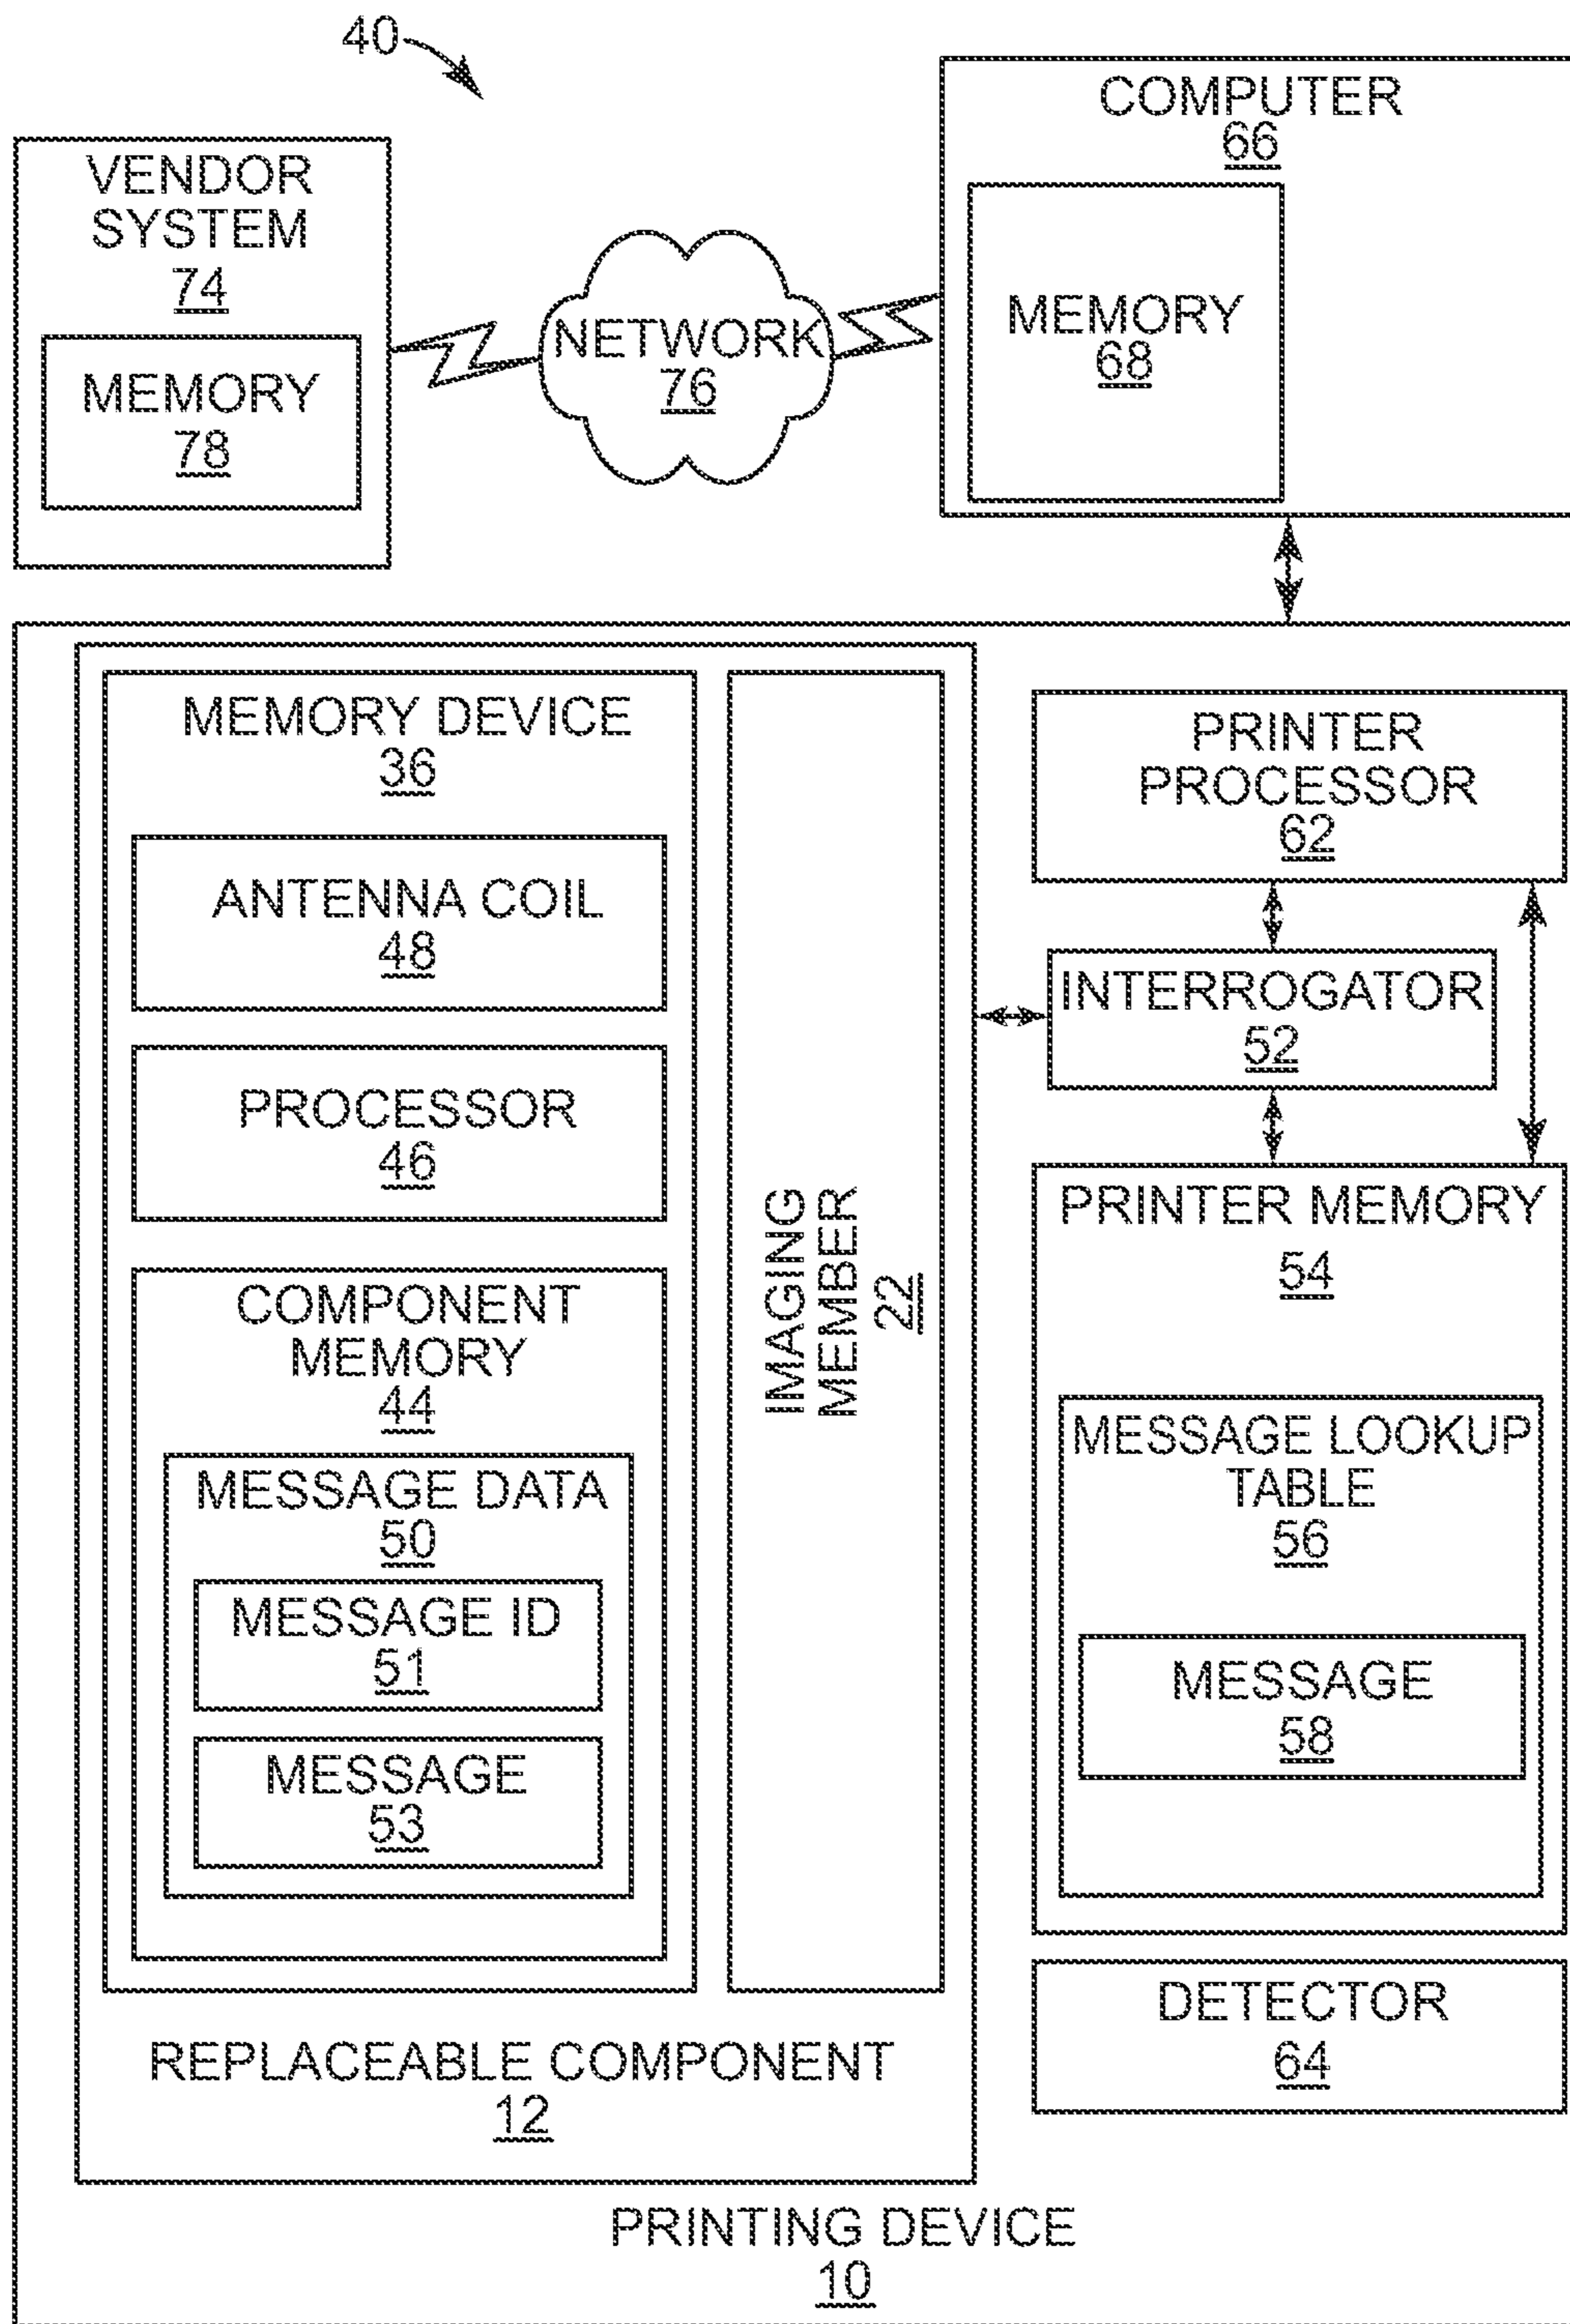 40
COMPUTER
66
MEMORY
68
VENDOR
SYSTEM
74
MEMORY
78
NETWORK
76
MEMORY DEVICE
36
ANTENNA COIL
48
PROCESSOR
46
COMPONENT
MEMORY
44
MESSAGE DATA
50
MESSAGE ID
51
MESSAGE
53
IMAGING
MEMBER
22
REPLACEABLE COMPONENT
12
PRINTER
PROCESSOR
62
INTERROGATOR
52
PRINTER MEMORY
54
MESSAGE LOOKUP
TABLE
56
MESSAGE
58
DETECTOR
64
PRINTING DEVICE
10